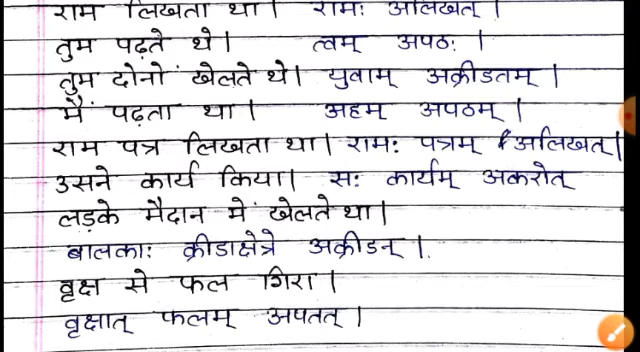 राम लिखता था। रामः अलिखत्।
तुम पढ़ते थे। त्वम् अपठः।
तुम दोनों खेलते थे। युवाम् अक्रीडतम्।
मैं पढ़ता था। अहम् अपठम्।
राम पत्र लिखता था। रामः पत्रम् अलिखत्।
उसने कार्य किया। सः कार्यम् अकरोत्
लड़के मैदान में खेलते था।
बालकाः क्रीडाक्षेत्रे अक्रीडन्।
वृक्ष से फल गिरा।
वृक्षात् फलम् अपतत्।